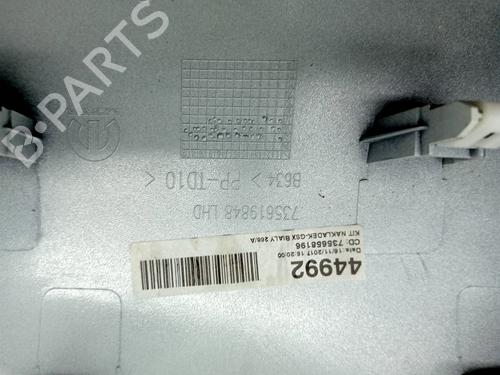 B-PARTS
B634 > PP-TD10 <
735619848 LHD
44992
CD: 735658196
Data: 16/11/2017 16:20:00
KIT NAKLADEK-GSX BIALY 268/A